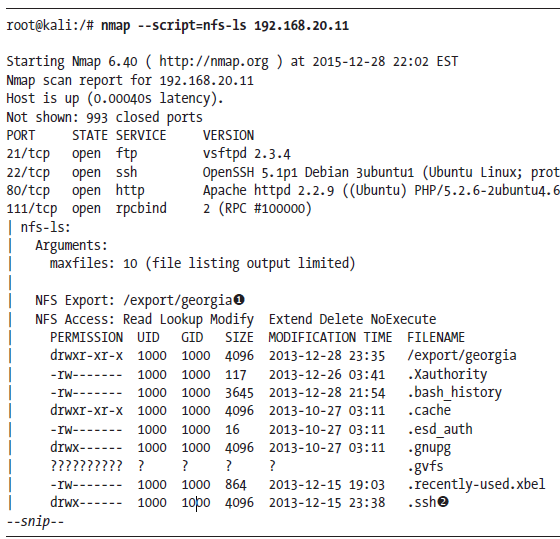 root@kali:/# nmap --script=nfs-ls 192.168.20.11
Starting Nmap 6.40 ( http://nmap.org ) at 2015-12-28 22:02 EST
Nmap scan report for 192.168.20.11
Host is up (0.00040s latency).
Not shown: 993 closed ports
PORT STATE SERVICE VERSION
21/tcp open ftp vsftpd 2.3.4
22/tcp open ssh OpenSSH 5.1p1 Debian 3ubuntu1 (Ubuntu Linux; prot
80/tcp open http Apache httpd 2.2.9 ((Ubuntu) PHP/5.2.6-2ubuntu4.6
111/tcp open rpcbind 2 (RPC #100000)
| nfs-ls:
| Arguments:
| maxfiles: 10 (file listing output limited)
|
| NFS Export: /export/georgia❶
| NFS Access: Read Lookup Modify Extend Delete NoExecute
| PERMISSION UID GID SIZE MODIFICATION TIME FILENAME
| drwxr-xr-x 1000 1000 4096 2013-12-28 23:35 /export/georgia
| -rw------- 1000 1000 117 2013-12-26 03:41 .Xauthority
| -rw------- 1000 1000 3645 2013-12-28 21:54 .bash_history
| drwxr-xr-x 1000 1000 4096 2013-10-27 03:11 .cache
| -rw------- 1000 1000 16 2013-10-27 03:11 .esd_auth
| drwx------ 1000 1000 4096 2013-10-27 03:11 .gnupg
| ?????????? ? ? ? ? .gvfs
| -rw------- 1000 1000 864 2013-12-15 19:03 .recently-used.xbel
| drwx------ 1000 1000 4096 2013-12-15 23:38 .ssh❷
--snip--